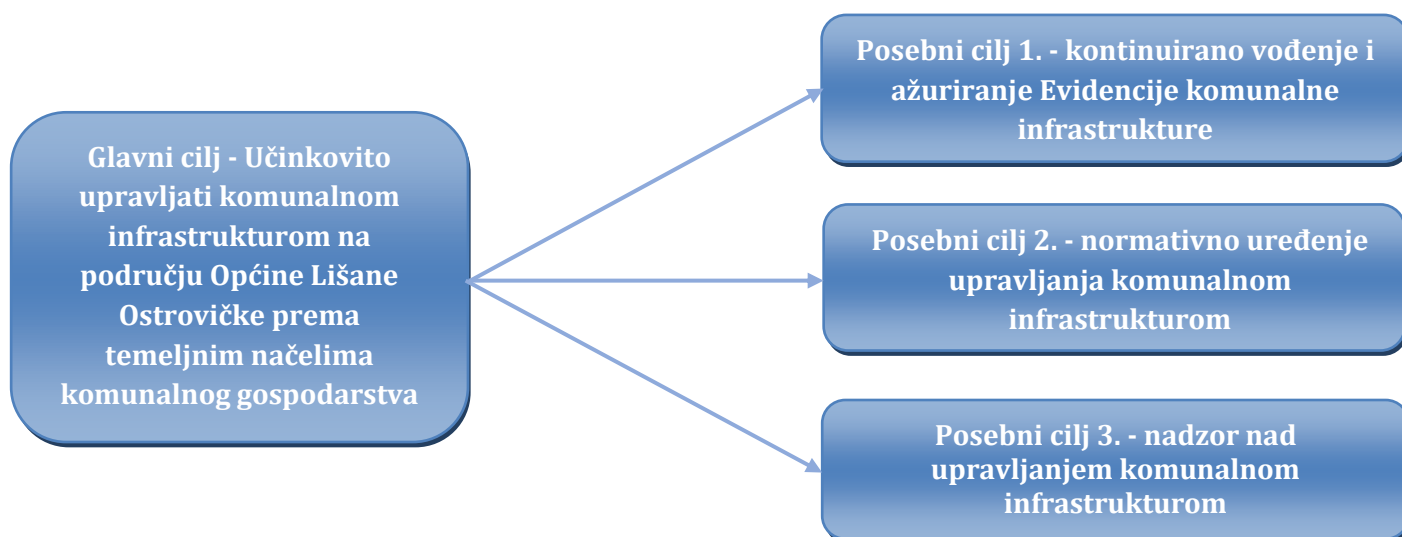 Glavni cilj - Učinkovito
upravljati komunalnom
infrastrukturom na
području Općine Lišane
Ostrovičke prema
temeljnim načelima
komunalnog gospodarstva
Posebni cilj 1. - kontinuirano vođenje i
ažuriranje Evidencije komunalne
infrastrukture
Posebni cilj 2. - normativno uređenje
upravljanja komunalnom
infrastrukturom
Posebni cilj 3. - nadzor nad
upravljanjem komunalnom
infrastrukturom